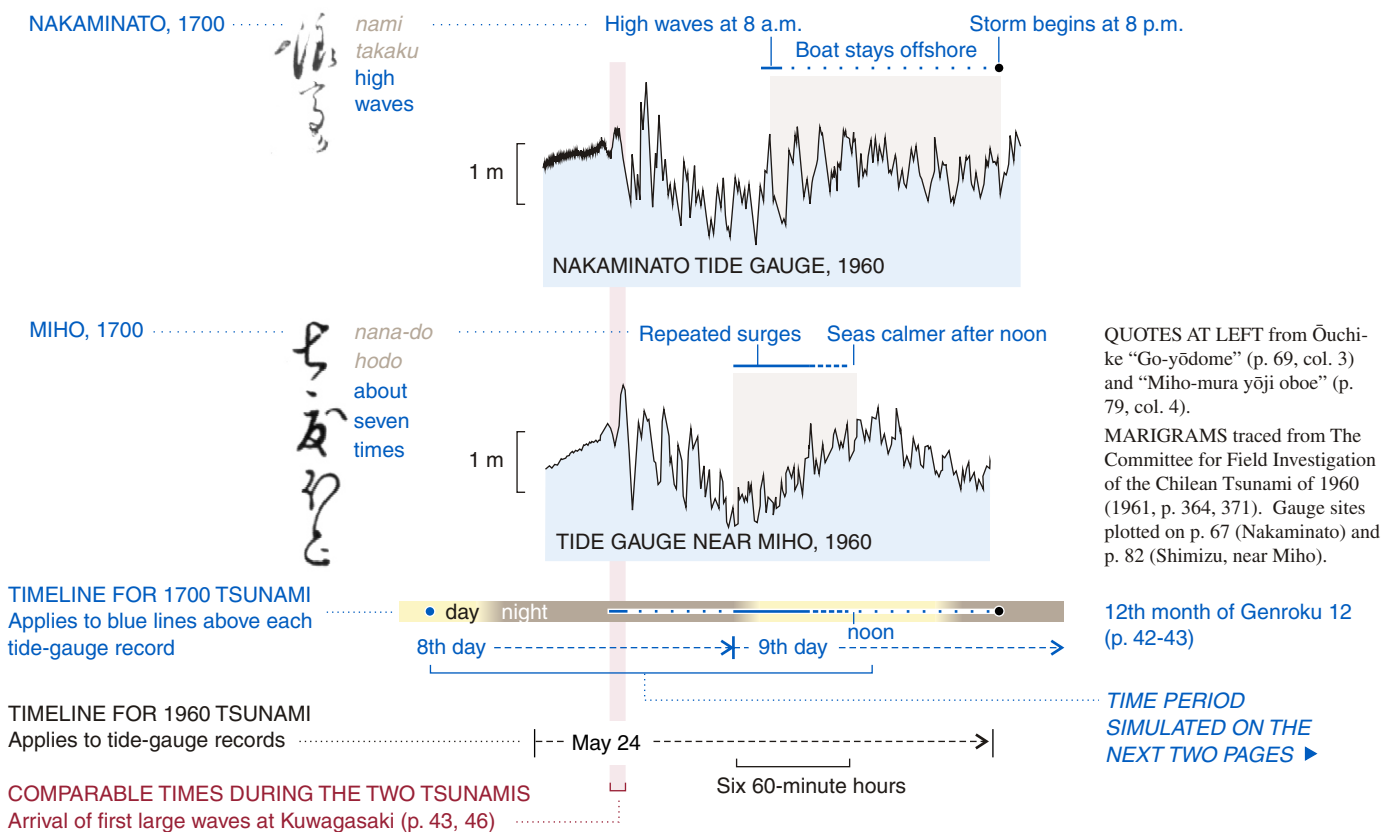 NAKAMINATO, 1700
nami
takaku
high
waves
High waves at 8 a.m.
Storm begins at 8 p.m.
Boat stays offshore
1 m
NAKAMINATO TIDE GAUGE, 1960
MIHO, 1700
nana-do
hodo
about
seven
times
Repeated surges
Seas calmer after noon
1 m
TIDE GAUGE NEAR MIHO, 1960
QUOTES AT LEFT from Ōuchi-
ke “Go-yōdome” (p. 69, col. 3)
and “Miho-mura yōji oboe” (p.
79, col. 4).
MARIGRAMS traced from The
Committee for Field Investigation
of the Chilean Tsunami of 1960
(1961, p. 364, 371).  Gauge sites
plotted on p. 67 (Nakaminato) and
p. 82 (Shimizu, near Miho).
TIMELINE FOR 1700 TSUNAMI
Applies to blue lines above each
tide-gauge record
day
night
noon
8th day
9th day
12th month of Genroku 12
(p. 42-43)
TIME PERIOD
SIMULATED ON THE
NEXT TWO PAGES ▶
TIMELINE FOR 1960 TSUNAMI
Applies to tide-gauge records
May 24
Six 60-minute hours
COMPARABLE TIMES DURING THE TWO TSUNAMIS
Arrival of first large waves at Kuwagasaki (p. 43, 46)